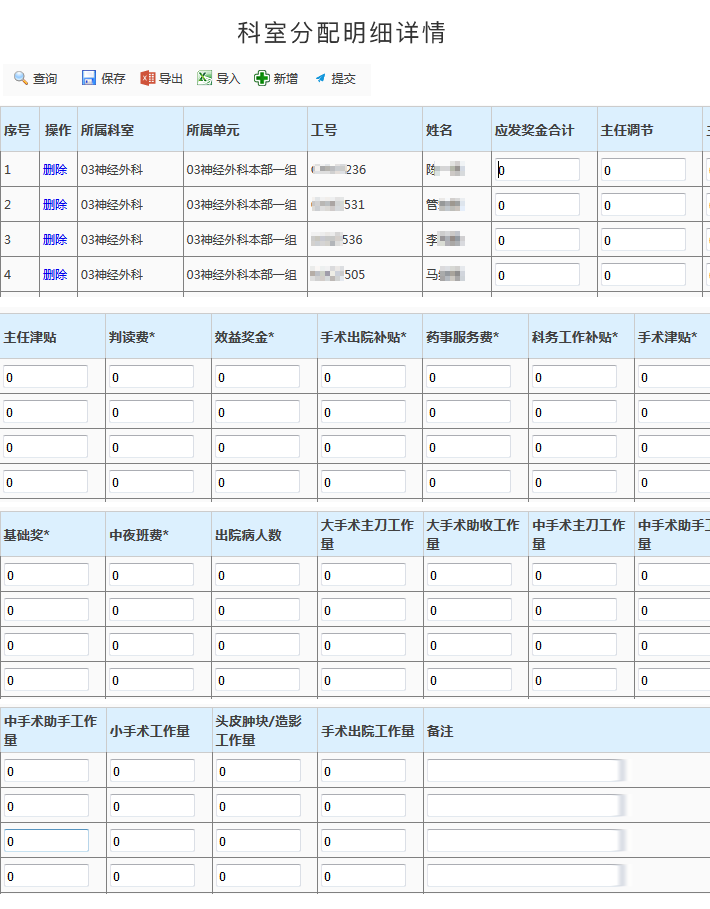 科室分配明细详情
查询 保存 导出 导入 新增 提交
序号 操作 所属科室 所属单元 工号 姓名 应发奖金合计 主任调节
1 删除 03神经外科 03神经外科本部一组 236 陈 0 0
2 删除 03神经外科 03神经外科本部一组 531 管 0 0
3 删除 03神经外科 03神经外科本部一组 536 李 0 0
4 删除 03神经外科 03神经外科本部一组 505 马 0 0
主任津贴 判读费* 效益奖金* 手术出院补贴* 药事服务费* 科务工作补贴* 手术津贴*
0 0 0 0 0 0 0
0 0 0 0 0 0 0
0 0 0 0 0 0 0
0 0 0 0 0 0 0
基础奖* 中夜班费* 出院病人数 大手术主刀工作量 大手术助收工作量 中手术主刀工作量 中手术助手工量
0 0 0 0 0 0 0
0 0 0 0 0 0 0
0 0 0 0 0 0 0
0 0 0 0 0 0 0
中手术助手工作量 小手术工作量 头皮肿块/造影工作量 手术出院工作量 备注
0 0 0 0
0 0 0 0
0 0 0 0
0 0 0 0